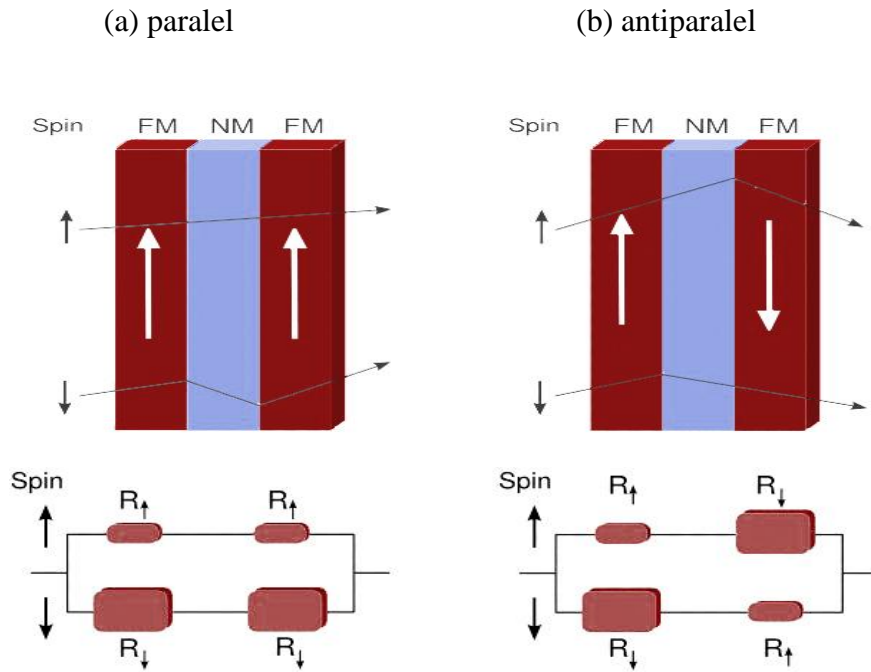 (a) paralel
(b) antiparalel
Spin FM NM FM
Spin FM NM FM
Spin
R↑ R↑
R↓ R↓
Spin
R↑ R↓
R↓ R↑